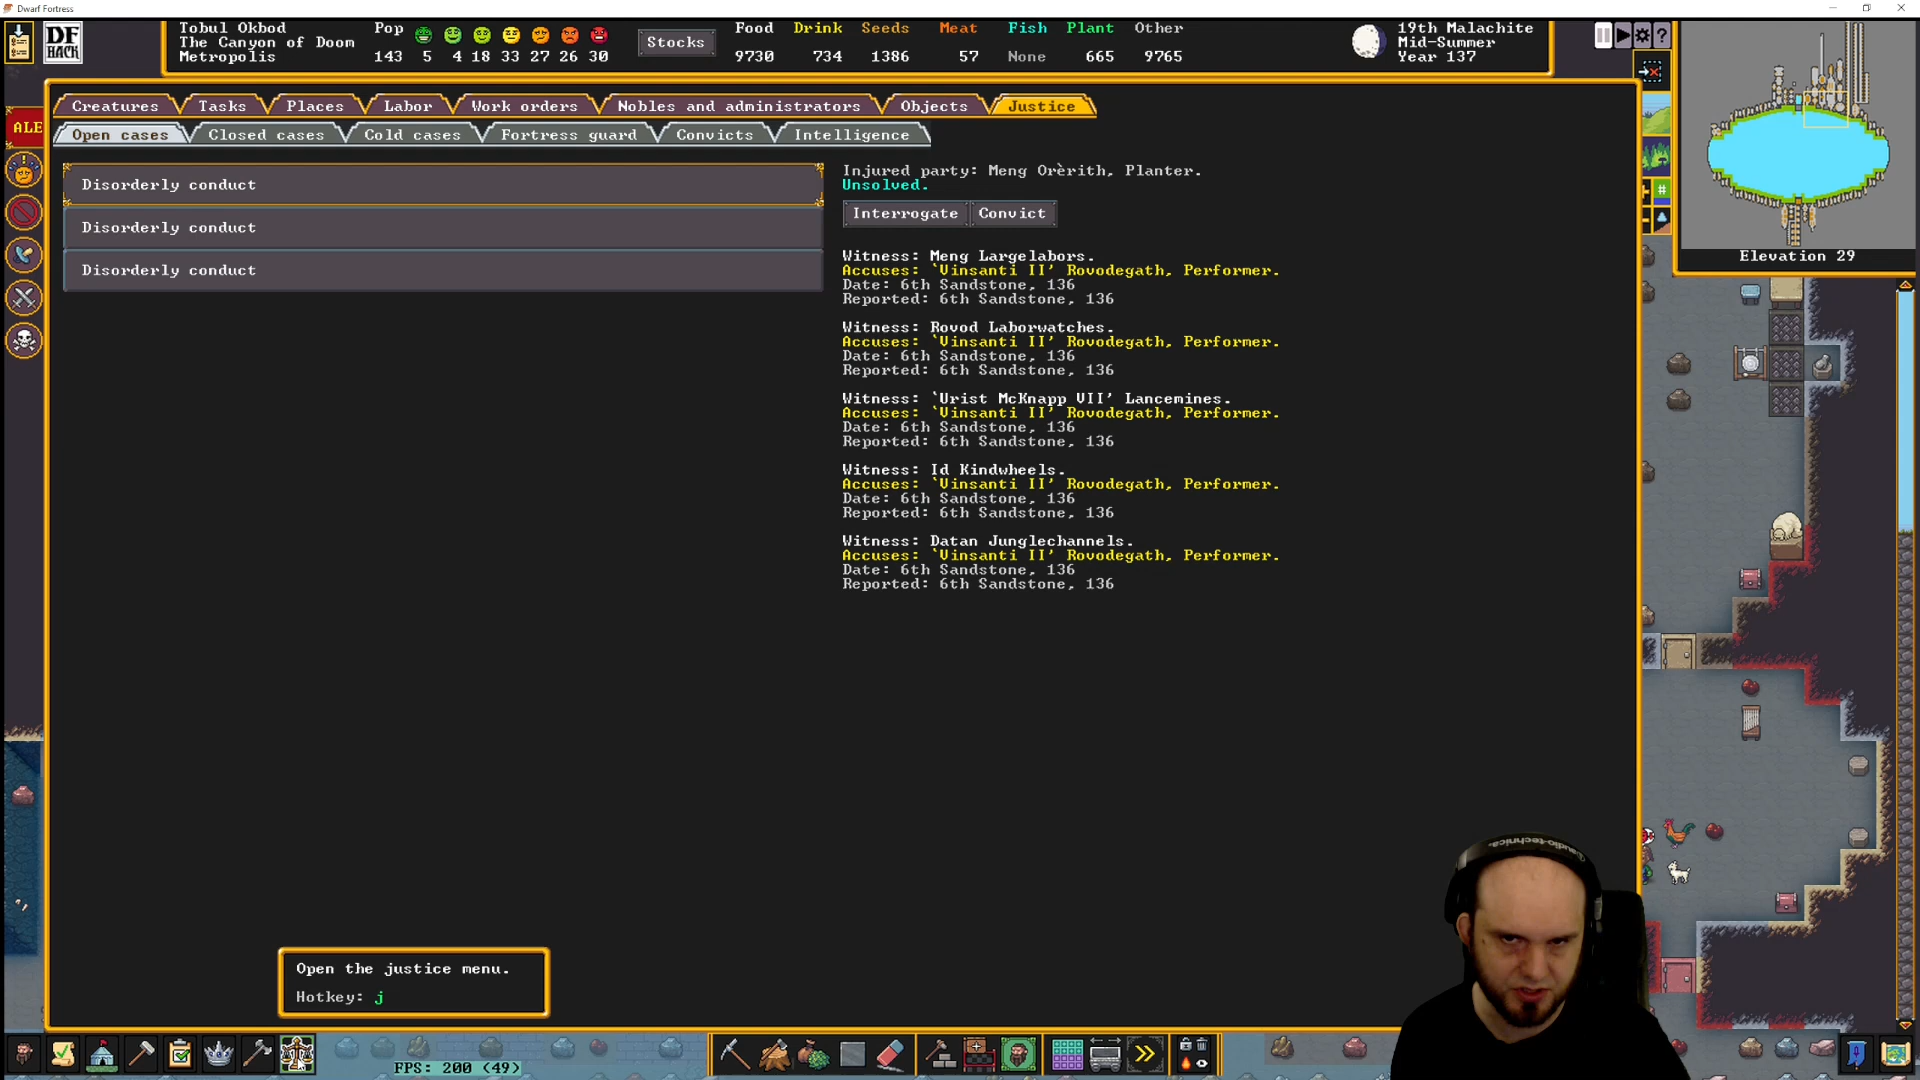 Dwarf Fortress
DF
HACK
Tobul Okbod
The Canyon of Doom
Metropolis
Pop
143 5 4 18 33 27 26 30
Stocks
Food Drink Seeds Meat Fish Plant Other
9730 734 1386 57 None 665 9765
19th Malachite
Mid-Summer
Year 137
?
Elevation 29
ALE
Creatures Tasks Places Labor Work orders Nobles and administrators Objects Justice
Open cases Closed cases Cold cases Fortress guard Convicts Intelligence
Disorderly conduct
Disorderly conduct
Disorderly conduct
Injured party: Meng Orèrith, Planter.
Unsolved.
Interrogate Convict
Witness: Meng Largelabors.
Accuses: `Vinsanti II' Rovodegath, Performer.
Date: 6th Sandstone, 136
Reported: 6th Sandstone, 136
Witness: Rovod Laborwatches.
Accuses: `Vinsanti II' Rovodegath, Performer.
Date: 6th Sandstone, 136
Reported: 6th Sandstone, 136
Witness: `Urist McKnapp VII' Lancemines.
Accuses: `Vinsanti II' Rovodegath, Performer.
Date: 6th Sandstone, 136
Reported: 6th Sandstone, 136
Witness: Id Kindwheels.
Accuses: `Vinsanti II' Rovodegath, Performer.
Date: 6th Sandstone, 136
Reported: 6th Sandstone, 136
Witness: Datan Junglechannels.
Accuses: `Vinsanti II' Rovodegath, Performer.
Date: 6th Sandstone, 136
Reported: 6th Sandstone, 136
Open the justice menu.
Hotkey: j
audio-technica
FPS: 200 (49)